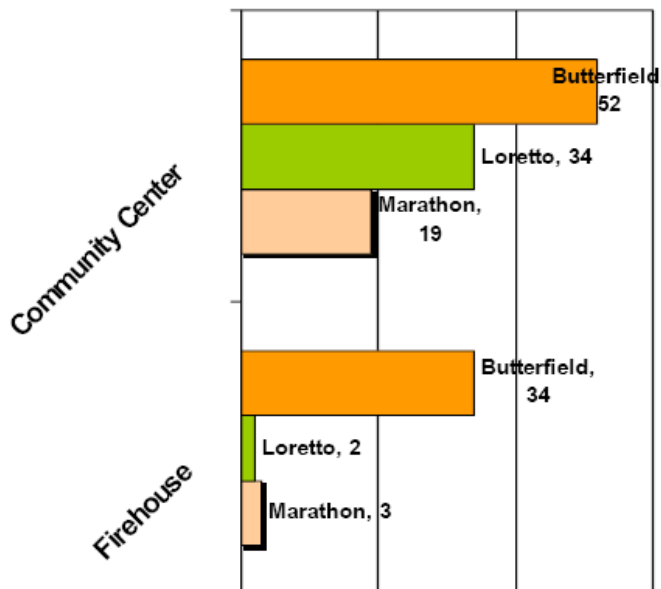 Community Center
Butterfield
52
Loretto, 34
Marathon,
19
Firehouse
Butterfield,
34
Loretto, 2
Marathon, 3